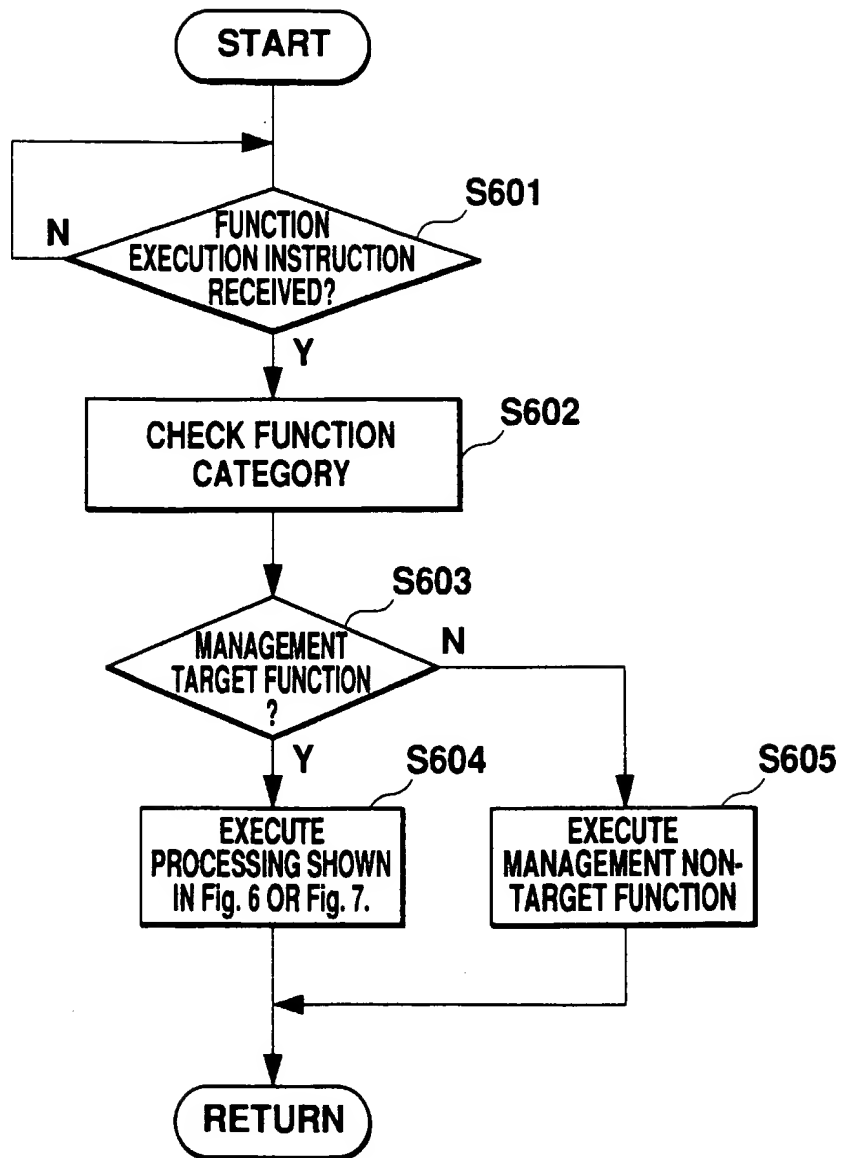 START
S601
N
FUNCTION
EXECUTION INSTRUCTION
RECEIVED?
Y
S602
CHECK FUNCTION
CATEGORY
S603
MANAGEMENT
TARGET FUNCTION
?
N
Y
S604
S605
EXECUTE
PROCESSING SHOWN
IN Fig. 6 OR Fig. 7.
EXECUTE
MANAGEMENT NON-
TARGET FUNCTION
RETURN